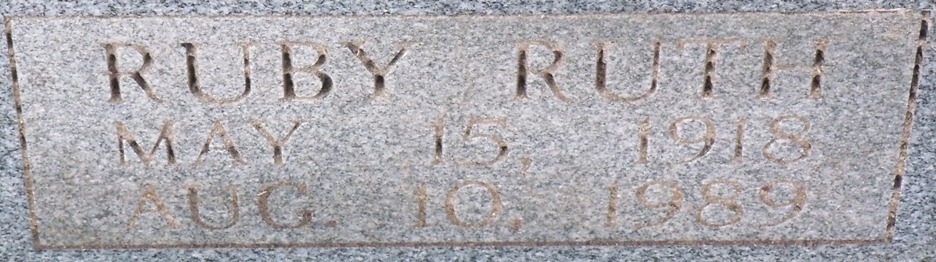 RUBY RUTH
MAY 15, 1918
AUG. 10, 1989